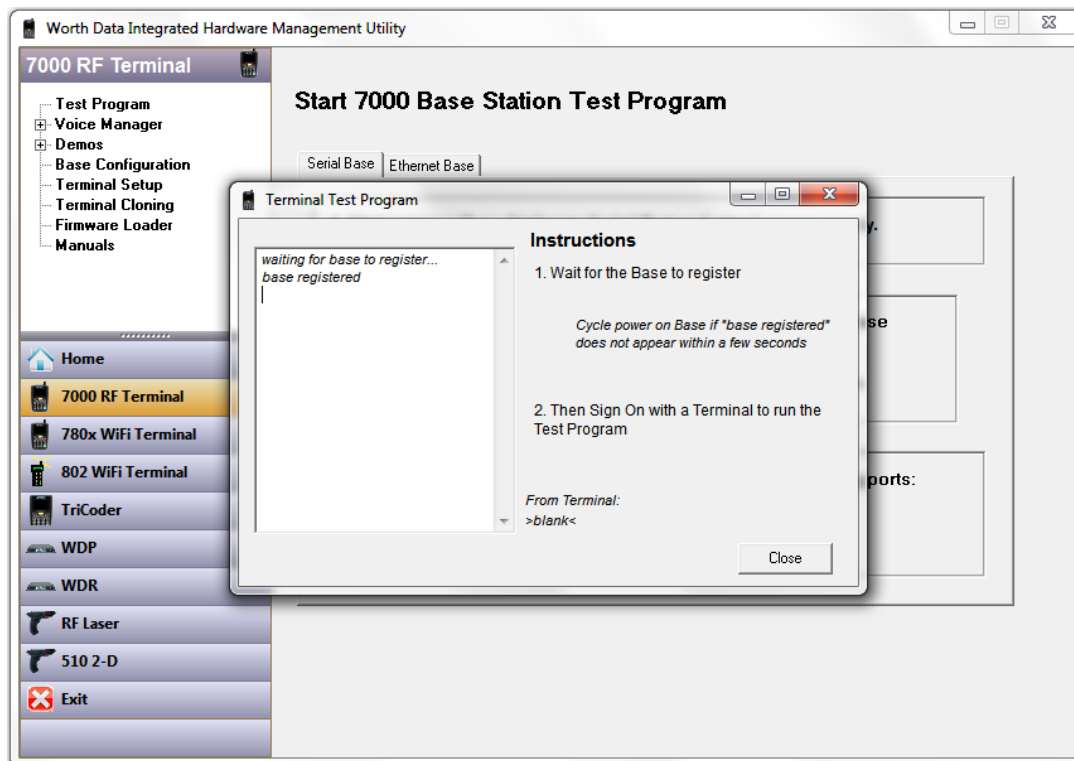 Worth Data Integrated Hardware Management Utility
7000 RF Terminal
Test Program
Voice Manager
Demos
Base Configuration
Terminal Setup
Terminal Cloning
Firmware Loader
Manuals
Home
7000 RF Terminal
780x WiFi Terminal
802 WiFi Terminal
TriCoder
WDP
WDR
RF Laser
510 2-D
Exit
Start 7000 Base Station Test Program
Serial Base
Ethernet Base
Terminal Test Program
waiting for base to register...
base registered
Instructions
1. Wait for the Base to register
Cycle power on Base if "base registered"
does not appear within a few seconds
2. Then Sign On with a Terminal to run the
Test Program
From Terminal:
>blank<
Close
y.
se
ports: